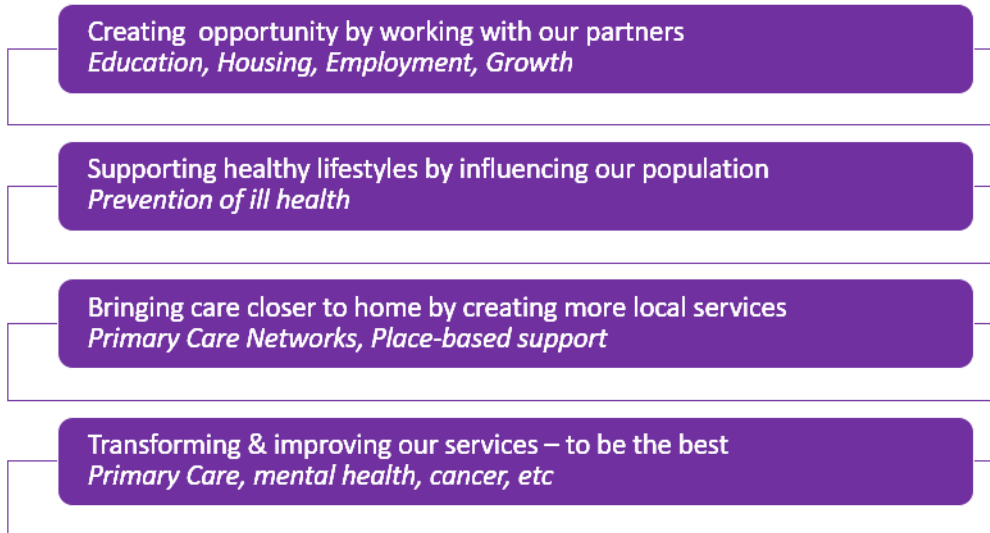 Creating  opportunity by working with our partners
Education, Housing, Employment, Growth
Supporting healthy lifestyles by influencing our population
Prevention of ill health
Bringing care closer to home by creating more local services
Primary Care Networks, Place-based support
Transforming & improving our services – to be the best
Primary Care, mental health, cancer, etc